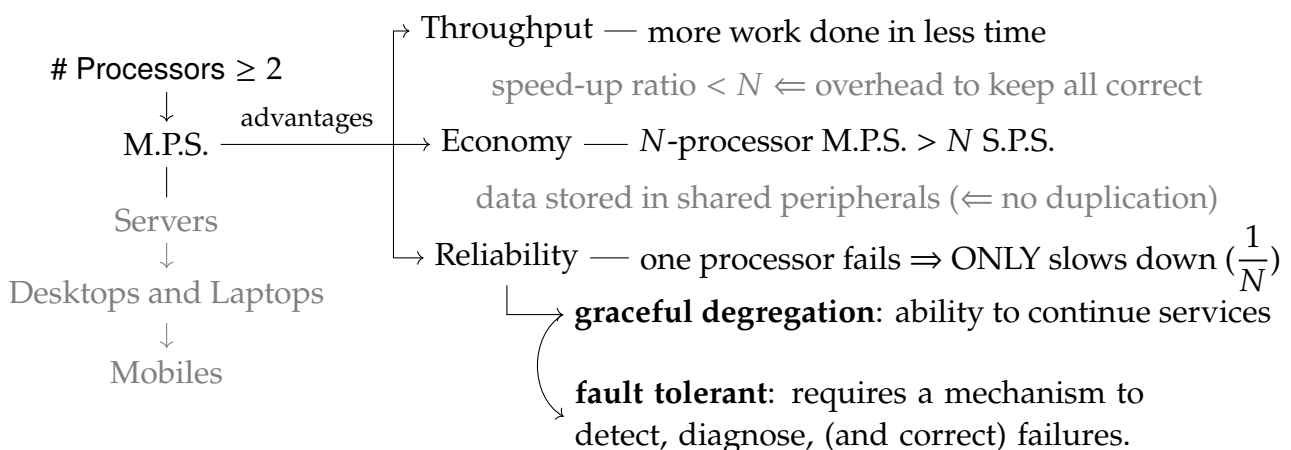 # Processors ≥ 2
M.P.S.
Servers
Desktops and Laptops
Mobiles
advantages
Throughput — more work done in less time
speed-up ratio < N ⇐ overhead to keep all correct
Economy — N-processor M.P.S. > N S.P.S.
data stored in shared peripherals (⇐ no duplication)
Reliability — one processor fails ⇒ ONLY slows down (1/N)
graceful degregation: ability to continue services
fault tolerant: requires a mechanism to
detect, diagnose, (and correct) failures.